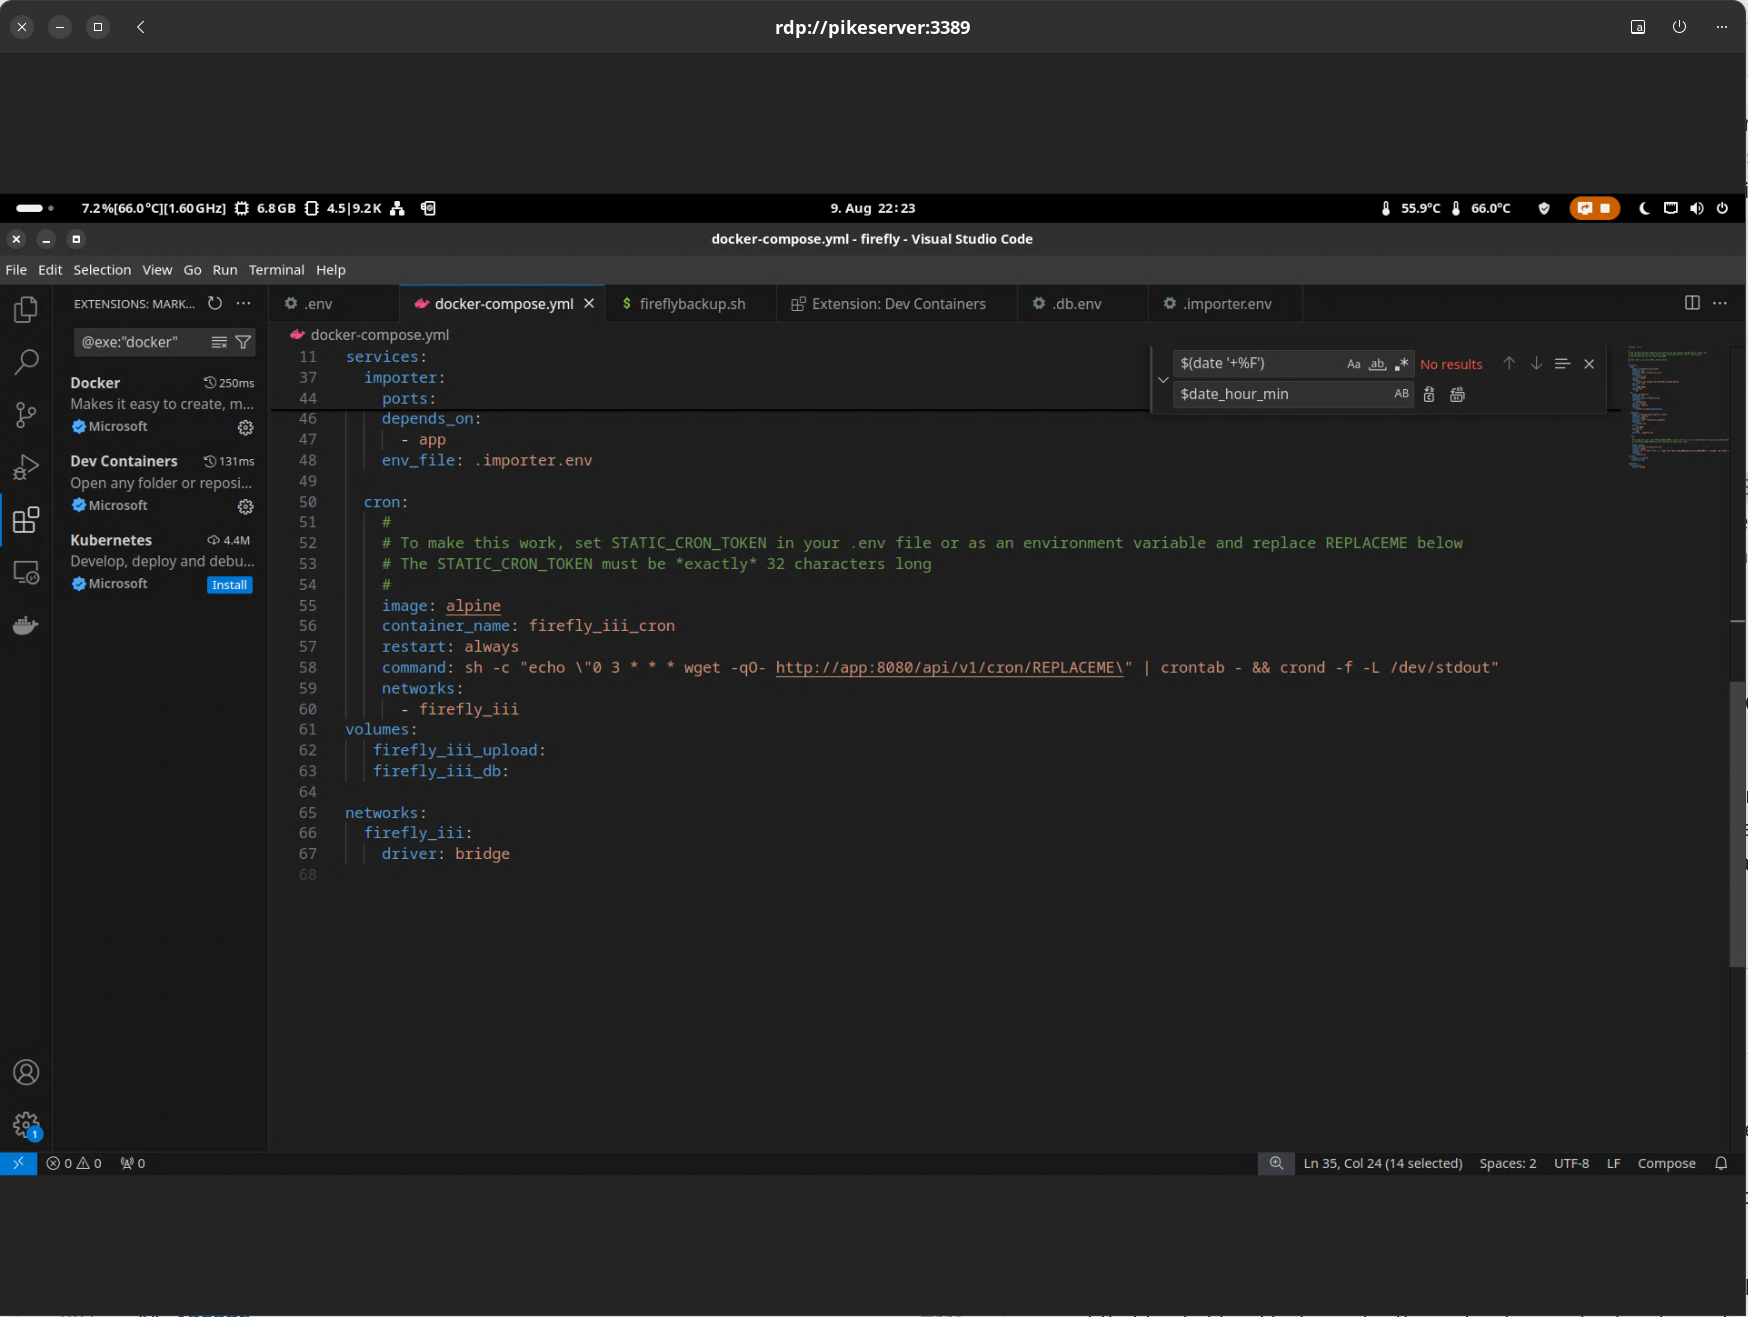 rdp://pikeserver:3389
7.2%[66.0°C][1.60GHz] 6.8GB 4.5|9.2K
9. Aug 22:23
55.9°C 66.0°C
docker-compose.yml - firefly - Visual Studio Code
File Edit Selection View Go Run Terminal Help
EXTENSIONS: MARK...
@exe:"docker"
Docker 250ms
Makes it easy to create, m...
Microsoft
Dev Containers 131ms
Open any folder or reposi...
Microsoft
Kubernetes 4.4M
Develop, deploy and debu...
Microsoft Install
1
.env docker-compose.yml $ fireflybackup.sh Extension: Dev Containers .db.env .importer.env
docker-compose.yml
$(date '+%F') Aa ab .* No results
$date_hour_min AB
11 services:
37 importer:
44 ports:
46 depends_on:
47 - app
48 env_file: .importer.env
49
50 cron:
51 #
52 # To make this work, set STATIC_CRON_TOKEN in your .env file or as an environment variable and replace REPLACEME below
53 # The STATIC_CRON_TOKEN must be *exactly* 32 characters long
54 #
55 image: alpine
56 container_name: firefly_iii_cron
57 restart: always
58 command: sh -c "echo \"0 3 * * * wget -qO- http://app:8080/api/v1/cron/REPLACEME\" | crontab - && crond -f -L /dev/stdout"
59 networks:
60 - firefly_iii
61 volumes:
62 firefly_iii_upload:
63 firefly_iii_db:
64
65 networks:
66 firefly_iii:
67 driver: bridge
68
0 0 0
Ln 35, Col 24 (14 selected) Spaces: 2 UTF-8 LF Compose